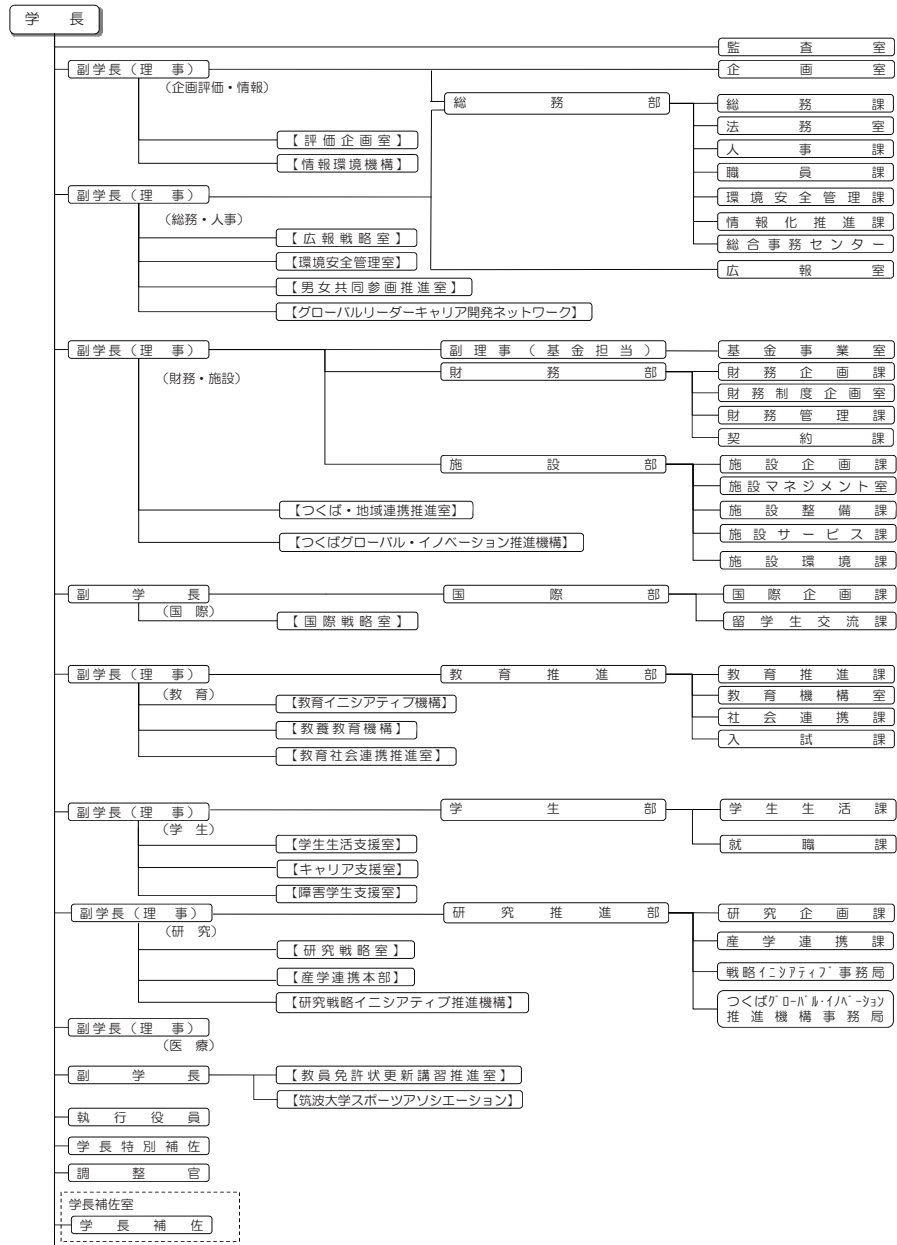 学長
監査室
副学長（理事）
（企画評価・情報）
企画室
総務部
総務課
法務室
人事課
職員課
環境安全管理課
情報化推進課
総合事務センター
【評価企画室】
【情報環境機構】
副学長（理事）
（総務・人事）
広報室
【広報戦略室】
【環境安全管理室】
【男女共同参画推進室】
【グローバルリーダーキャリア開発ネットワーク】
副学長（理事）
（財務・施設）
副理事（基金担当）
基金事業室
財務部
財務企画課
財務制度企画室
財務管理課
契約課
施設部
施設企画課
施設マネジメント室
施設整備課
施設サービス課
施設環境課
【つくば・地域連携推進室】
【つくばグローバル・イノベーション推進機構】
副学長
（国際）
国際部
国際企画課
留学生交流課
【国際戦略室】
副学長（理事）
（教育）
教育推進部
教育推進課
教育機構室
社会連携課
入試課
【教育イニシアティブ機構】
【教養教育機構】
【教育社会連携推進室】
副学長（理事）
（学生）
学生部
学生生活課
就職課
【学生生活支援室】
【キャリア支援室】
【障害学生支援室】
副学長（理事）
（研究）
研究推進部
研究企画課
産学連携課
戦略ｲﾆｼｱﾃｨﾌﾞ事務局
つくばｸﾞﾛｰﾊﾞﾙ･ｲﾉﾍﾞｰｼｮﾝ
推進機構事務局
【研究戦略室】
【産学連携本部】
【研究戦略イニシアティブ推進機構】
副学長（理事）
（医療）
副学長
【教員免許状更新講習推進室】
【筑波大学スポーツアソシエーション】
執行役員
学長特別補佐
調整官
学長補佐室
学長補佐